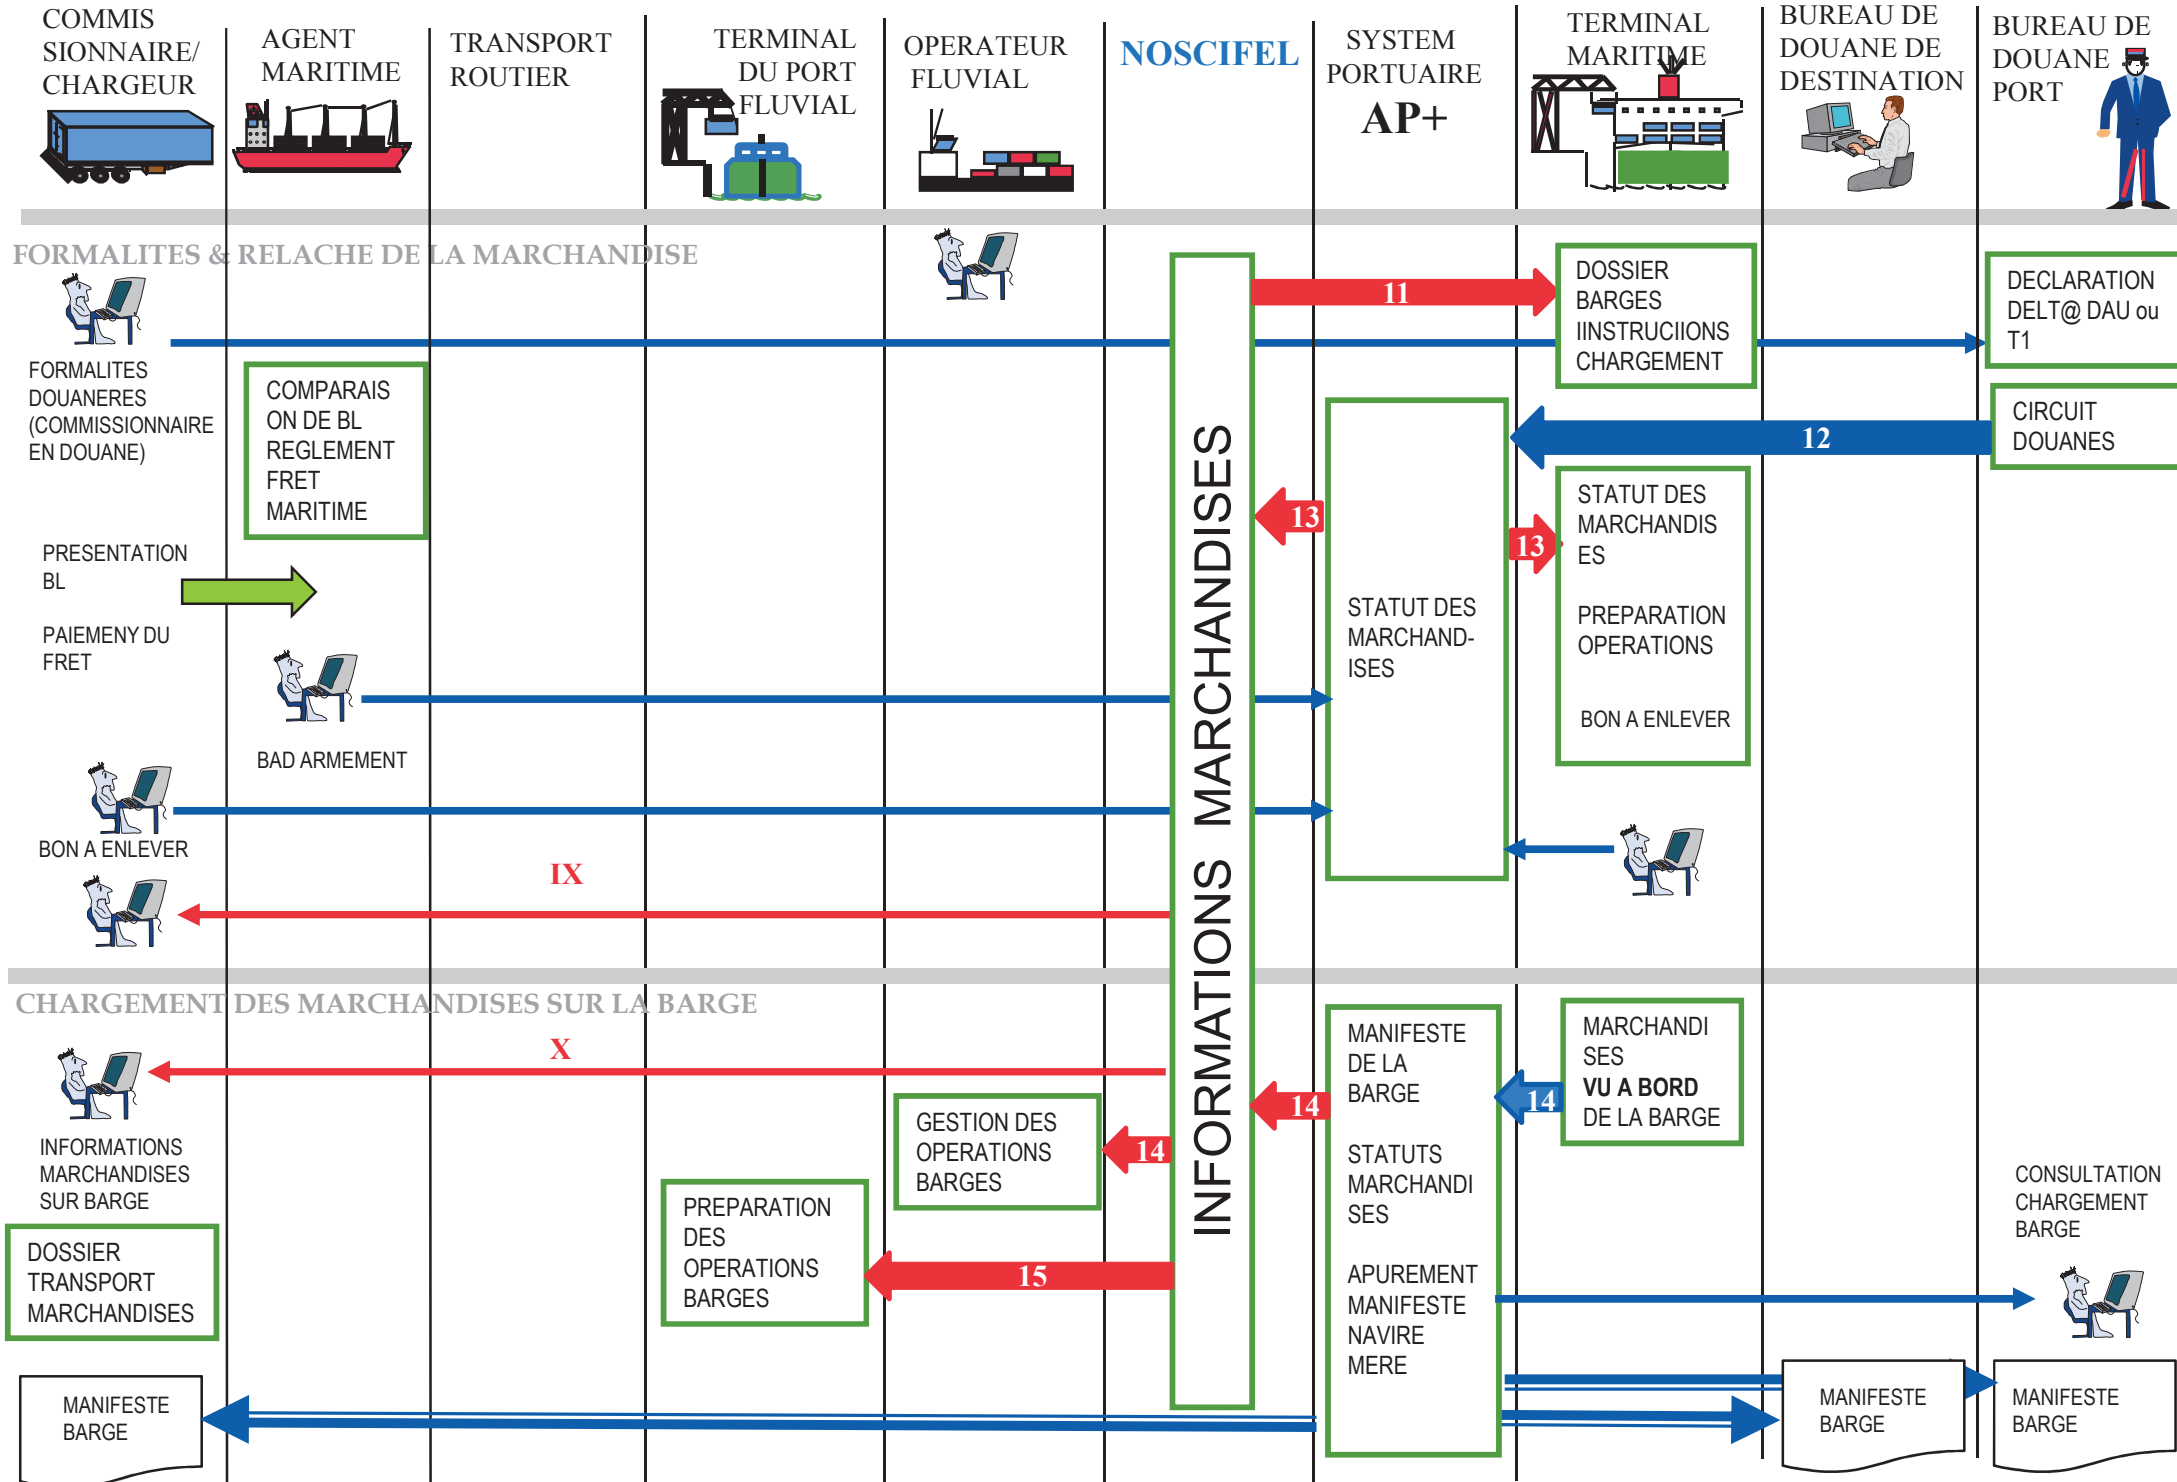 COMMIS
SIONNAIRE/
CHARGEUR
AGENT
MARITIME
TRANSPORT
ROUTIER
TERMINAL
DU PORT
FLUVIAL
OPERATEUR
FLUVIAL
NOSCIFEL
SYSTEM
PORTUAIRE
AP+
TERMINAL
MARITIME
BUREAU DE
DOUANE DE
DESTINATION
BUREAU DE
DOUANE
PORT
FORMALITES & RELACHE DE LA MARCHANDISE
FORMALITES
DOUANERES
(COMMISSIONNAIRE
EN DOUANE)
COMPARAIS
ON DE BL
REGLEMENT
FRET
MARITIME
PRESENTATION
BL
PAIEMENY DU
FRET
BAD ARMEMENT
BON A ENLEVER
IX
INFORMATIONS MARCHANDISES
11
DOSSIER
BARGES
IINSTRUCIIONS
CHARGEMENT
DECLARATION
DELT@ DAU ou
T1
12
CIRCUIT
DOUANES
13
STATUT DES
MARCHAND-
ISES
13
STATUT DES
MARCHANDIS
ES
PREPARATION
OPERATIONS
BON A ENLEVER
CHARGEMENT DES MARCHANDISES SUR LA BARGE
X
INFORMATIONS
MARCHANDISES
SUR BARGE
DOSSIER
TRANSPORT
MARCHANDISES
GESTION DES
OPERATIONS
BARGES
14
PREPARATION
DES
OPERATIONS
BARGES
15
14
MANIFESTE
DE LA
BARGE
STATUTS
MARCHANDI
SES
APUREMENT
MANIFESTE
NAVIRE
MERE
14
MARCHANDI
SES
VU A BORD
DE LA BARGE
CONSULTATION
CHARGEMENT
BARGE
MANIFESTE
BARGE
MANIFESTE
BARGE
MANIFESTE
BARGE